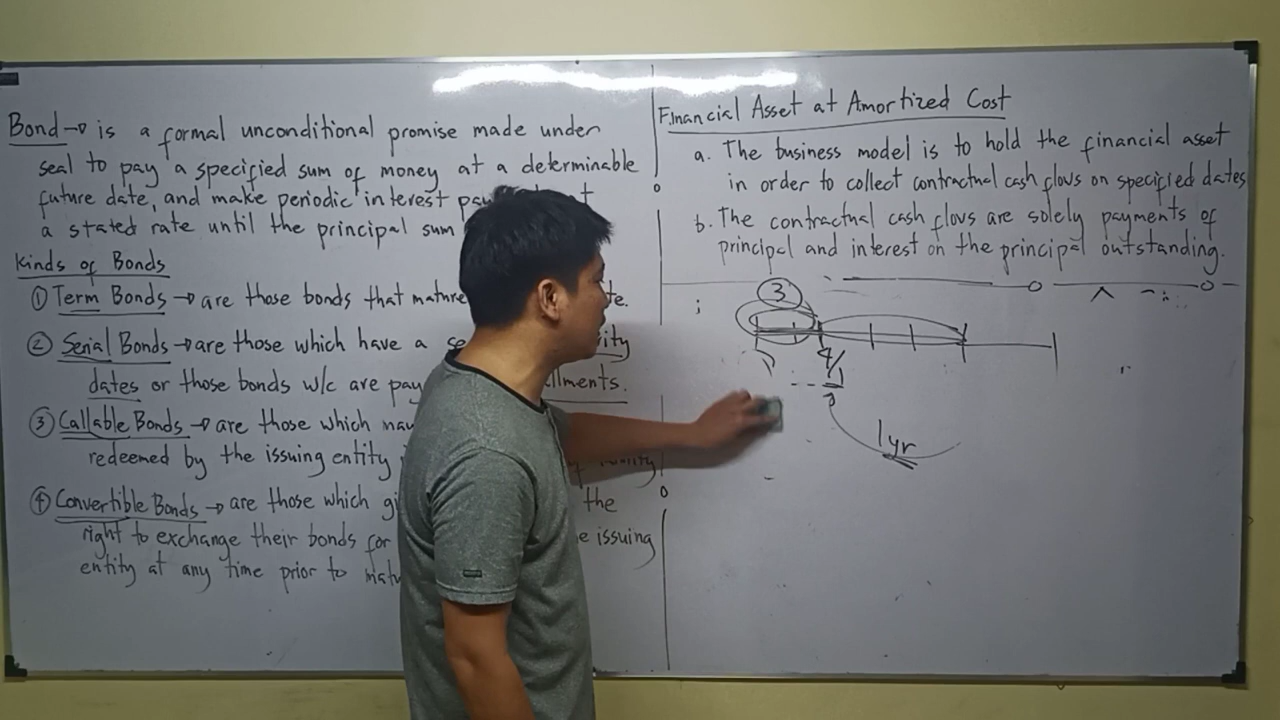 Bond → is a formal unconditional promise made under
seal to pay a specified sum of money at a determinable
future date, and make periodic interest pay t
a stated rate until the principal sum
Kinds of Bonds
① Term Bonds → are those bonds that mature te.
② Serial Bonds → are those which have a se ity
dates or those bonds w/c are pay llments.
③ Callable Bonds → are those which may
redeemed by the issuing entity
④ Convertible Bonds → are those which gi the
right to exchange their bonds for e issuing
entity at any time prior to matu
Financial Asset at Amortized Cost
a. The business model is to hold the financial asset
in order to collect contractual cash flows on specified dates
b. The contractual cash flows are solely payments of
principal and interest on the principal outstanding.
3
4/1
1yr